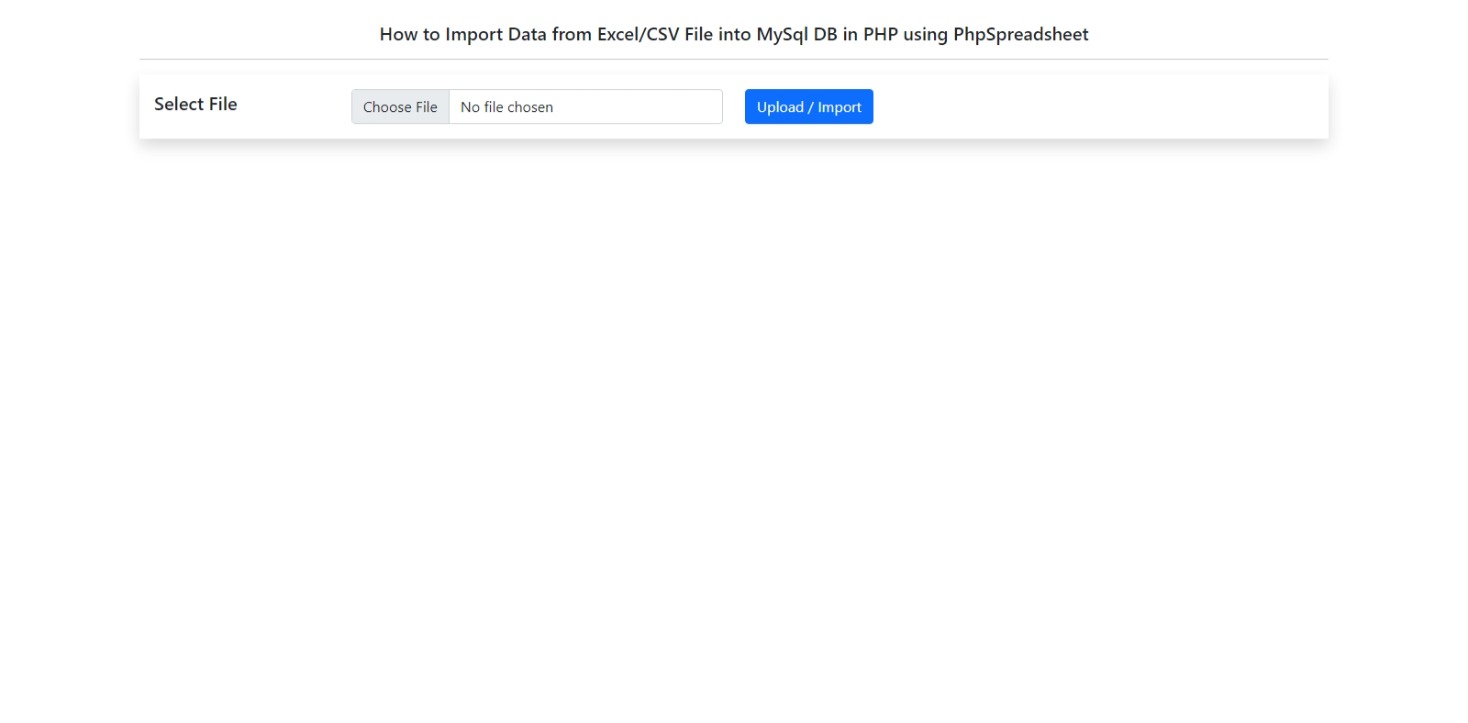 How to Import Data from Excel/CSV File into MySql DB in PHP using PhpSpreadsheet
Select File
Choose File No file chosen
Upload / Import